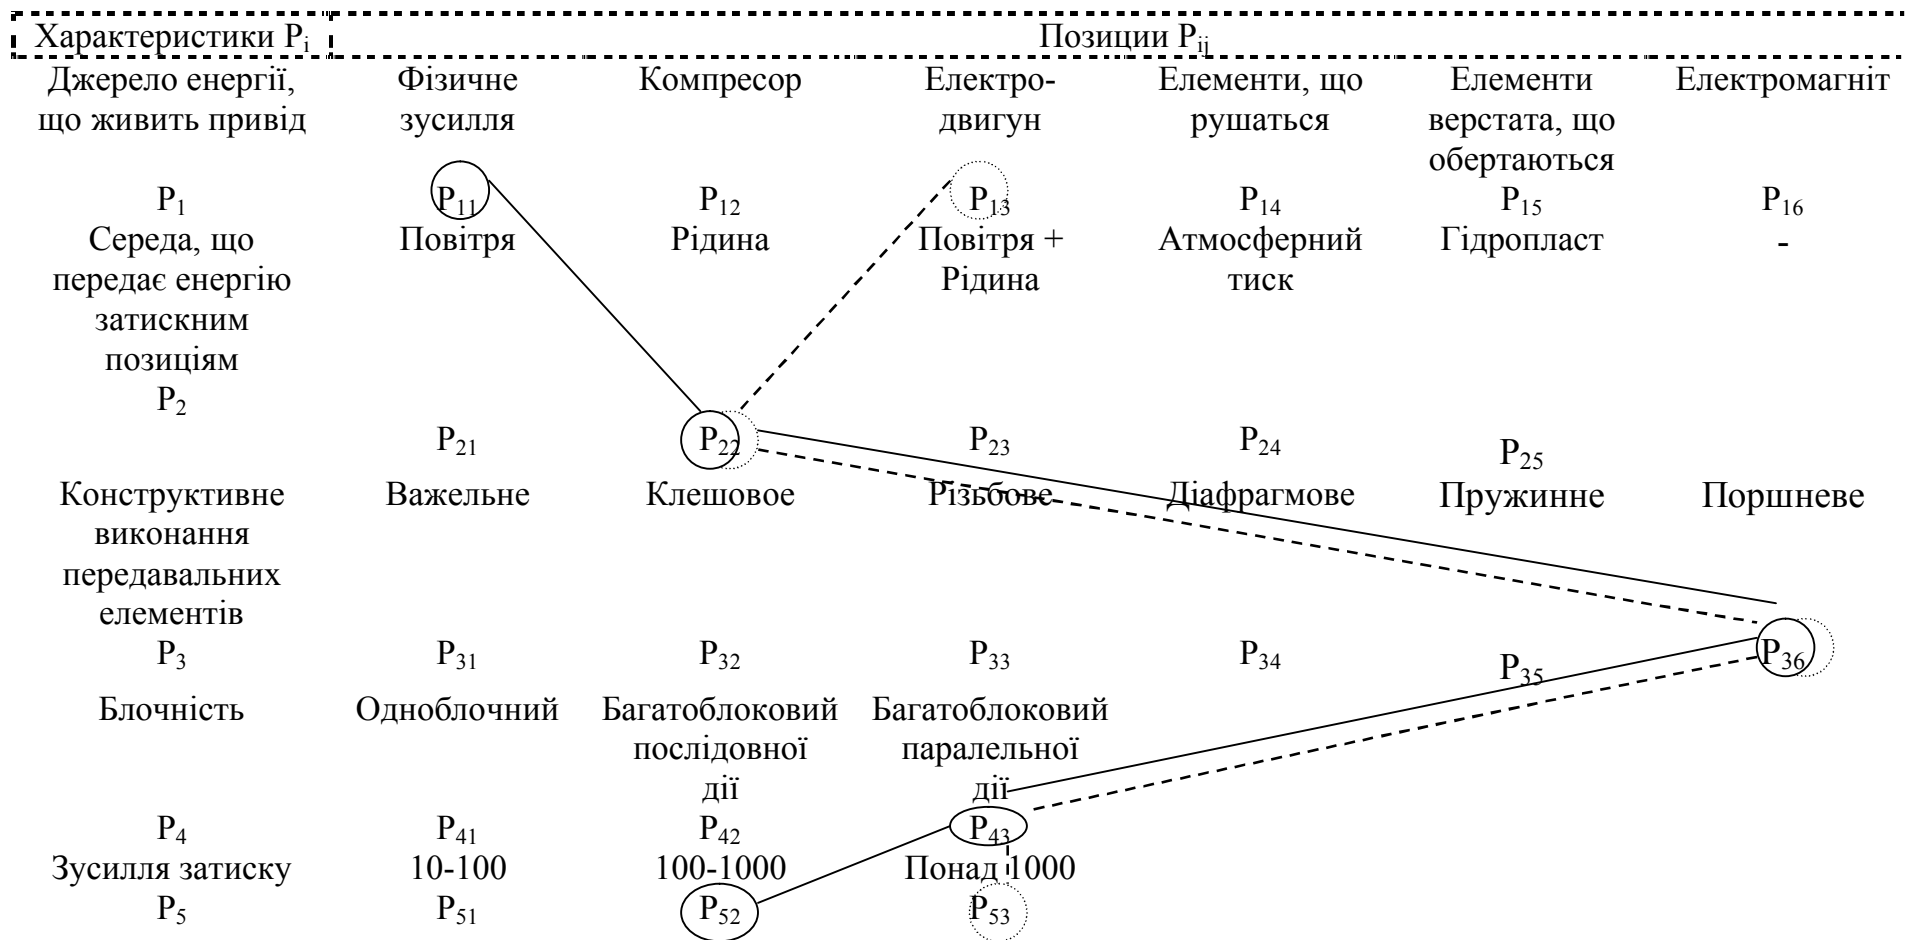 Характеристики Pᵢ Позиции Pᵢⱼ
Джерело енергії, Фізичне Компресор Електро- Елементи, що Елементи Електромагніт
що живить привід зусилля двигун рушаться верстата, що
обертаються
P₁ P₁₁ P₁₂ P₁₃ P₁₄ P₁₅ P₁₆
Середа, що Повітря Рідина Повітря + Атмосферний Гідропласт -
передає енергію Рідина тиск
затискним
позиціям
P₂
P₂₁ P₂₂ P₂₃ P₂₄ P₂₅
Конструктивне Важельне Клешовое Різьбове Діафрагмове Пружинне Поршневе
виконання
передавальних
елементів
P₃ P₃₁ P₃₂ P₃₃ P₃₄ P₃₅ P₃₆
Блочність Одноблочний Багатоблоковий Багатоблоковий
послідовної паралельної
дії дії
P₄ P₄₁ P₄₂ P₄₃
Зусилля затиску 10-100 100-1000 Понад 1000
P₅ P₅₁ P₅₂ P₅₃